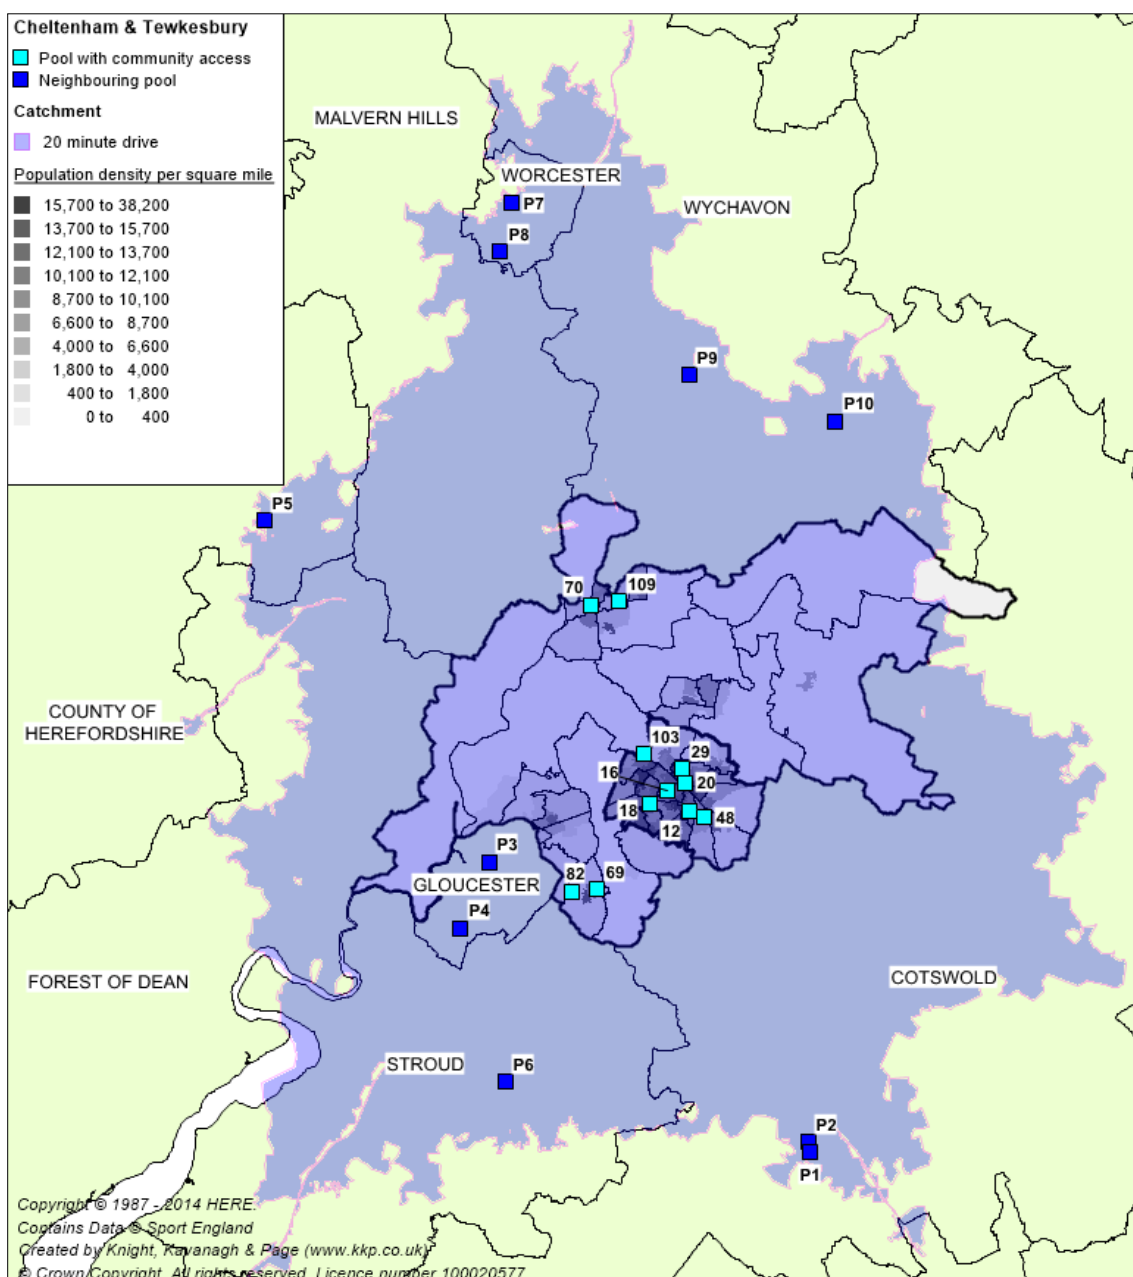 Cheltenham & Tewkesbury
Pool with community access
Neighbouring pool
Catchment
20 minute drive
Population density per square mile
15,700 to 38,200
13,700 to 15,700
12,100 to 13,700
10,100 to 12,100
8,700 to 10,100
6,600 to 8,700
4,000 to 6,600
1,800 to 4,000
400 to 1,800
0 to 400
MALVERN HILLS
WORCESTER
P7
WYCHAVON
P8
P9
P10
P5
70
109
COUNTY OF
HEREFORDSHIRE
103
29
16
20
18
12
48
P3
GLOUCESTER
82
69
P4
FOREST OF DEAN
COTSWOLD
STROUD
P6
P2
P1
Copyright © 1987 - 2014 HERE.
Contains Data © Sport England
Created by Knight, Kavanagh & Page (www.kkp.co.uk)
© Crown Copyright. All rights reserved. Licence number 100020577